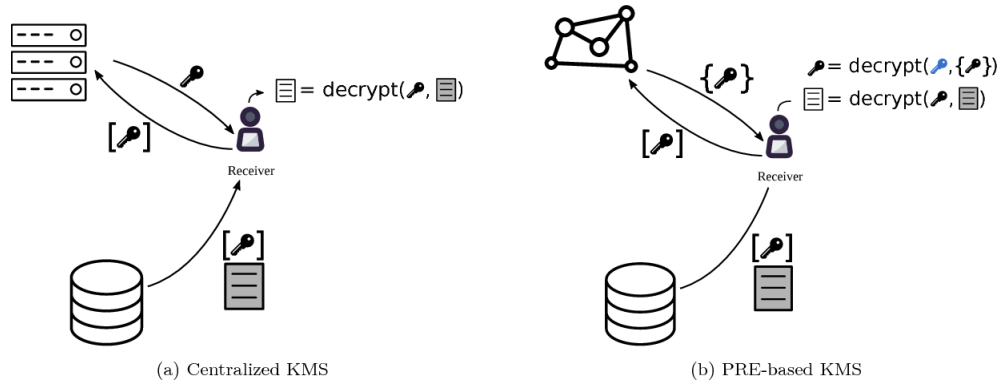 = decrypt( , )
[ ]
Receiver
[ ]
(a) Centralized KMS
{ }
= decrypt( ,{ })
= decrypt( , )
[ ]
Receiver
[ ]
(b) PRE-based KMS